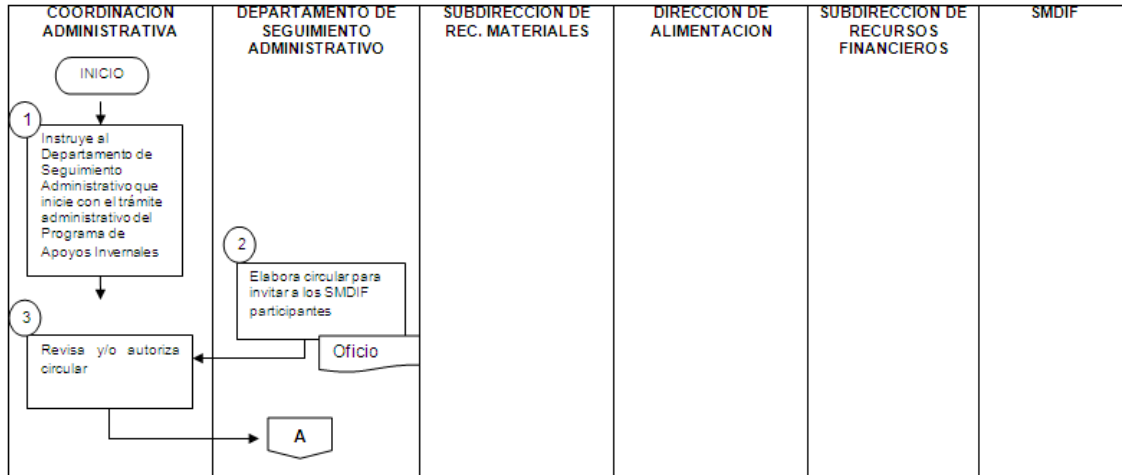 COORDINACION
ADMINISTRATIVA
DEPARTAMENTO DE
SEGUIMIENTO
ADMINISTRATIVO
SUBDIRECCION DE
REC. MATERIALES
DIRECCION DE
ALIMENTACION
SUBDIRECCION DE
RECURSOS
FINANCIEROS
SMDIF
INICIO
1
Instruye al
Departamento de
Seguimiento
Administrativo que
inicie con el trámite
administrativo del
Programa de
Apoyos Invernales
2
Elabora circular para
invitar a los SMDIF
participantes
Oficio
3
Revisa y/o autoriza
circular
A